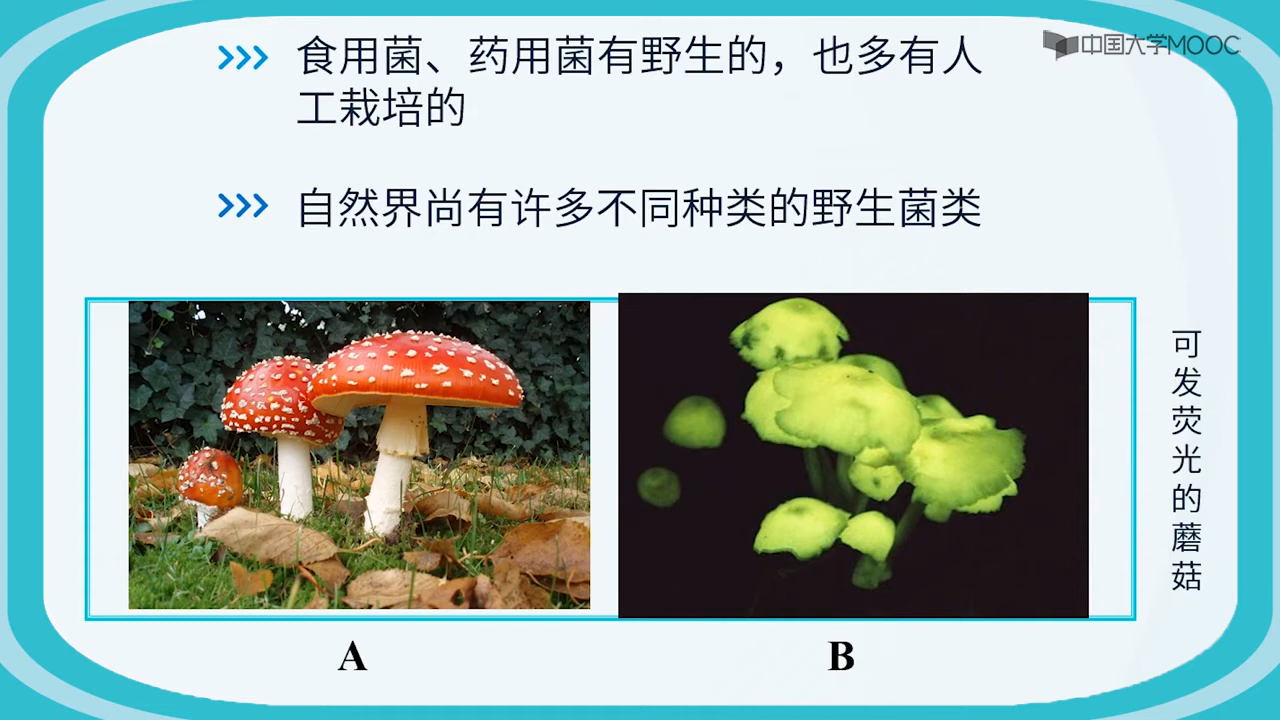 中国大学MOOC
食用菌、药用菌有野生的，也多有人
工栽培的
自然界尚有许多不同种类的野生菌类
可发荧光的蘑菇
A
B